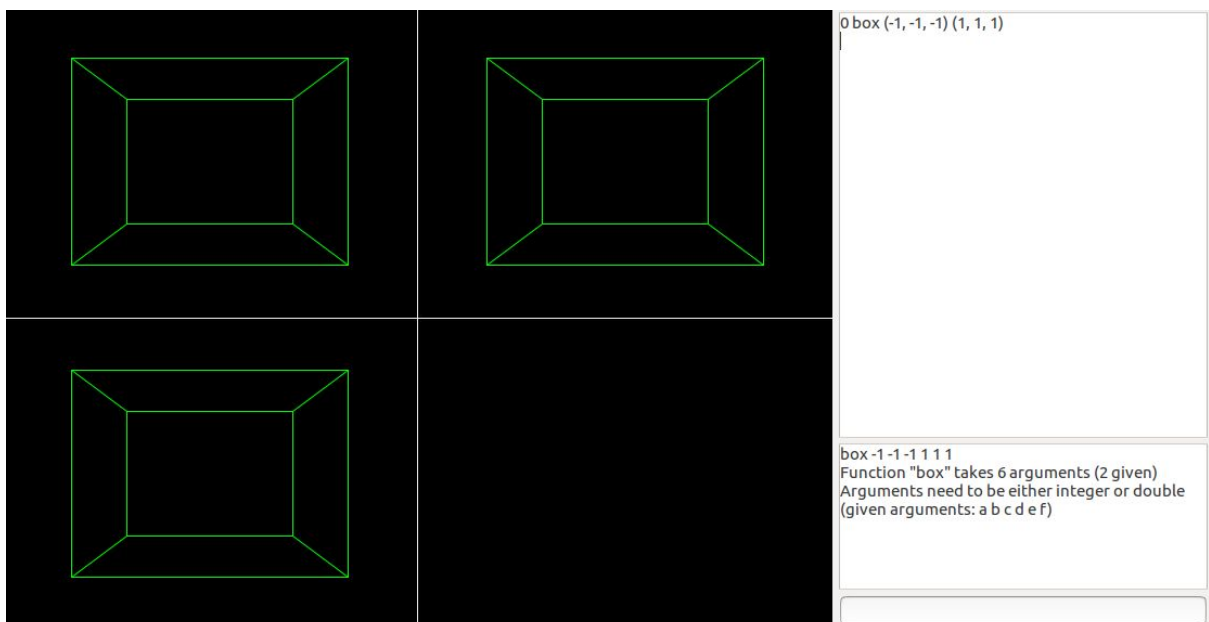 0 box (-1, -1, -1) (1, 1, 1)
box -1 -1 -1 1 1 1
Function "box" takes 6 arguments (2 given)
Arguments need to be either integer or double
(given arguments: a b c d e f)